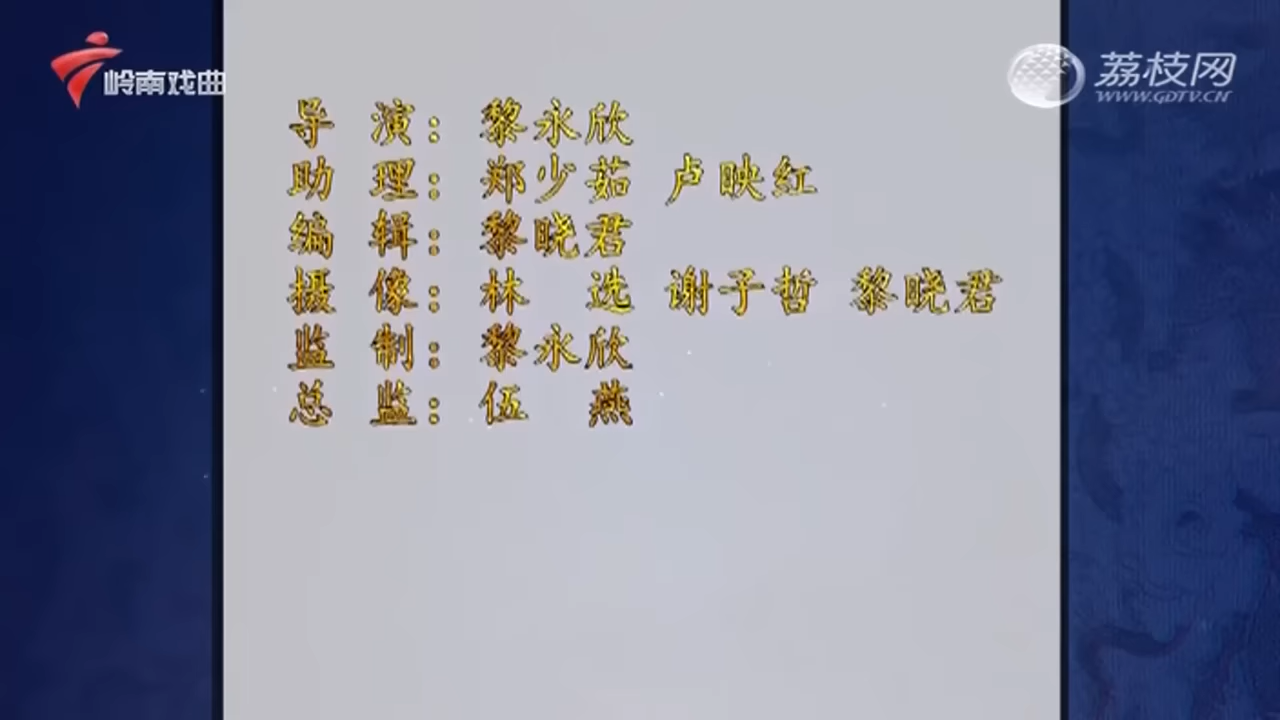 岭南戏曲
荔枝网
WWW.GDTV.CN
导 演：黎永欣
助 理：郑少茹 卢映红
编 辑：黎晓君
摄 像：林 选 谢子哲 黎晓君
监 制：黎永欣
总 监：伍 燕